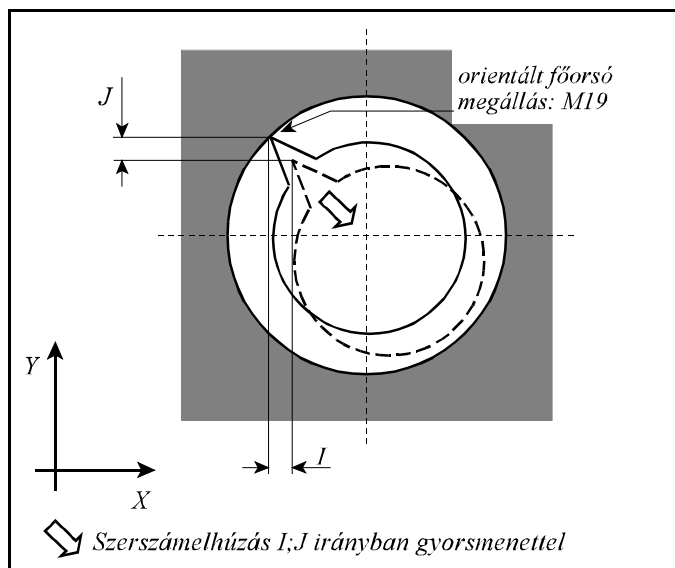 J
orientált főorsó
megállás: M19
Y
I
X
Szerszámelhúzás I;J irányban gyorsmenettel